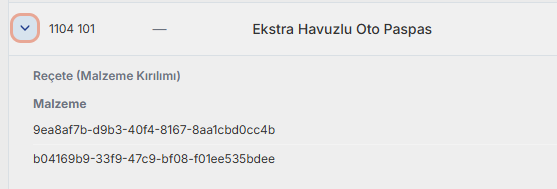 1104 101 — Ekstra Havuzlu Oto Paspas
Reçete (Malzeme Kırılımı)
Malzeme
9ea8af7b-d9b3-40f4-8167-8aa1cbd0cc4b
b04169b9-33f9-47c9-bf08-f01ee535bdee